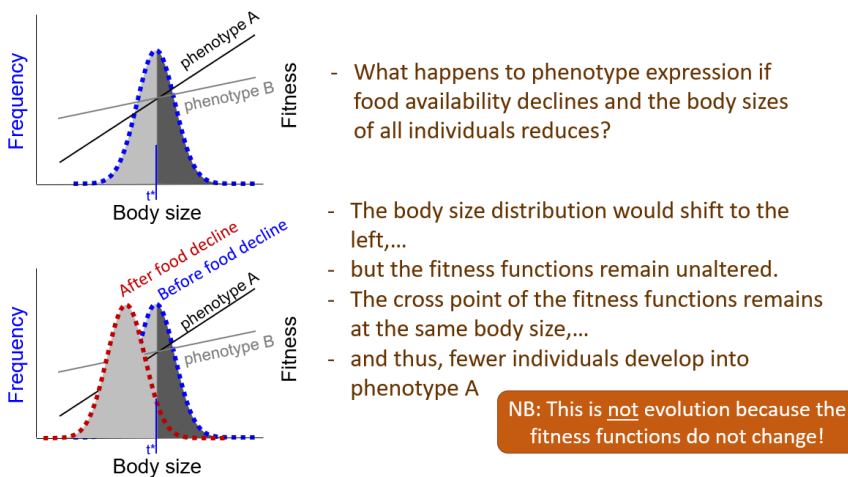 Frequency
phenotype A
phenotype B
Fitness
t*
Body size
- What happens to phenotype expression if
food availability declines and the body sizes
of all individuals reduces?
After food decline
Before food decline
phenotype A
phenotype B
Frequency
Fitness
t*
Body size
- The body size distribution would shift to the
left,...
- but the fitness functions remain unaltered.
- The cross point of the fitness functions remains
at the same body size,...
- and thus, fewer individuals develop into
phenotype A
NB: This is not evolution because the
fitness functions do not change!